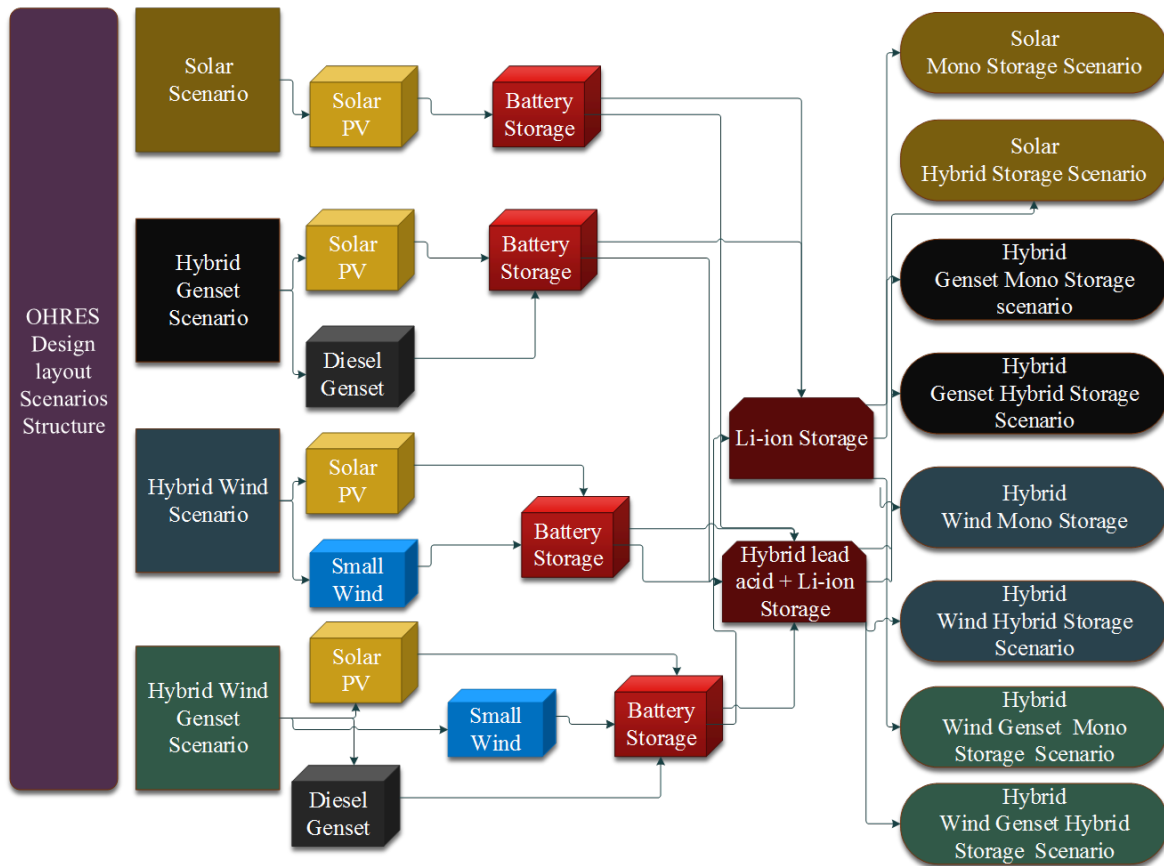 OHRES
Design
layout
Scenarios
Structure
Solar
Scenario
Solar
PV
Battery
Storage
Hybrid
Genset
Scenario
Solar
PV
Battery
Storage
Diesel
Genset
Hybrid Wind
Scenario
Solar
PV
Small
Wind
Battery
Storage
Hybrid Wind
Genset
Scenario
Solar
PV
Small
Wind
Diesel
Genset
Battery
Storage
Li-ion Storage
Hybrid lead
acid + Li-ion
Storage
Solar
Mono Storage Scenario
Solar
Hybrid Storage Scenario
Hybrid
Genset Mono Storage
scenario
Hybrid
Genset Hybrid Storage
Scenario
Hybrid
Wind Mono Storage
Hybrid
Wind Hybrid Storage
Scenario
Hybrid
Wind Genset Mono
Storage Scenario
Hybrid
Wind Genset Hybrid
Storage Scenario